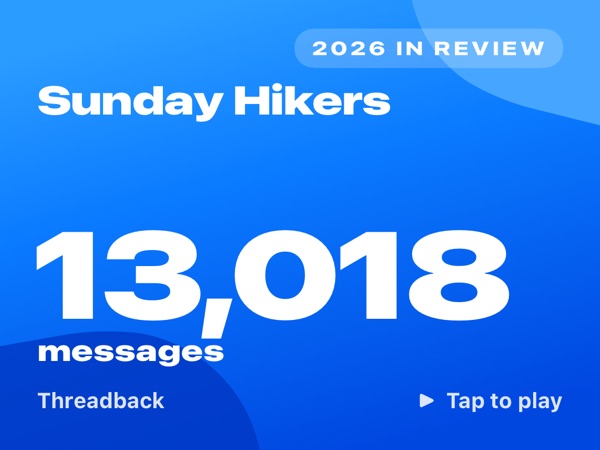 2026 IN REVIEW
Sunday Hikers
13,018
messages
Threadback
Tap to play